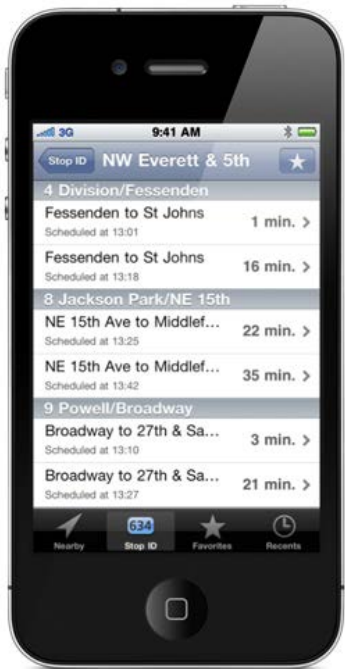 3G 9:41 AM
Stop ID NW Everett & 5th
4 Division/Fessenden
Fessenden to St Johns
1 min.
Scheduled at 13:01
Fessenden to St Johns
16 min.
Scheduled at 13:18
8 Jackson Park/NE 15th
NE 15th Ave to Middlef...
22 min.
Scheduled at 13:25
NE 15th Ave to Middlef...
35 min.
Scheduled at 13:42
9 Powell/Broadway
Broadway to 27th & Sa...
3 min.
Scheduled at 13:10
Broadway to 27th & Sa...
21 min.
Scheduled at 13:27
634
Nearby Stop ID Favorites Recents